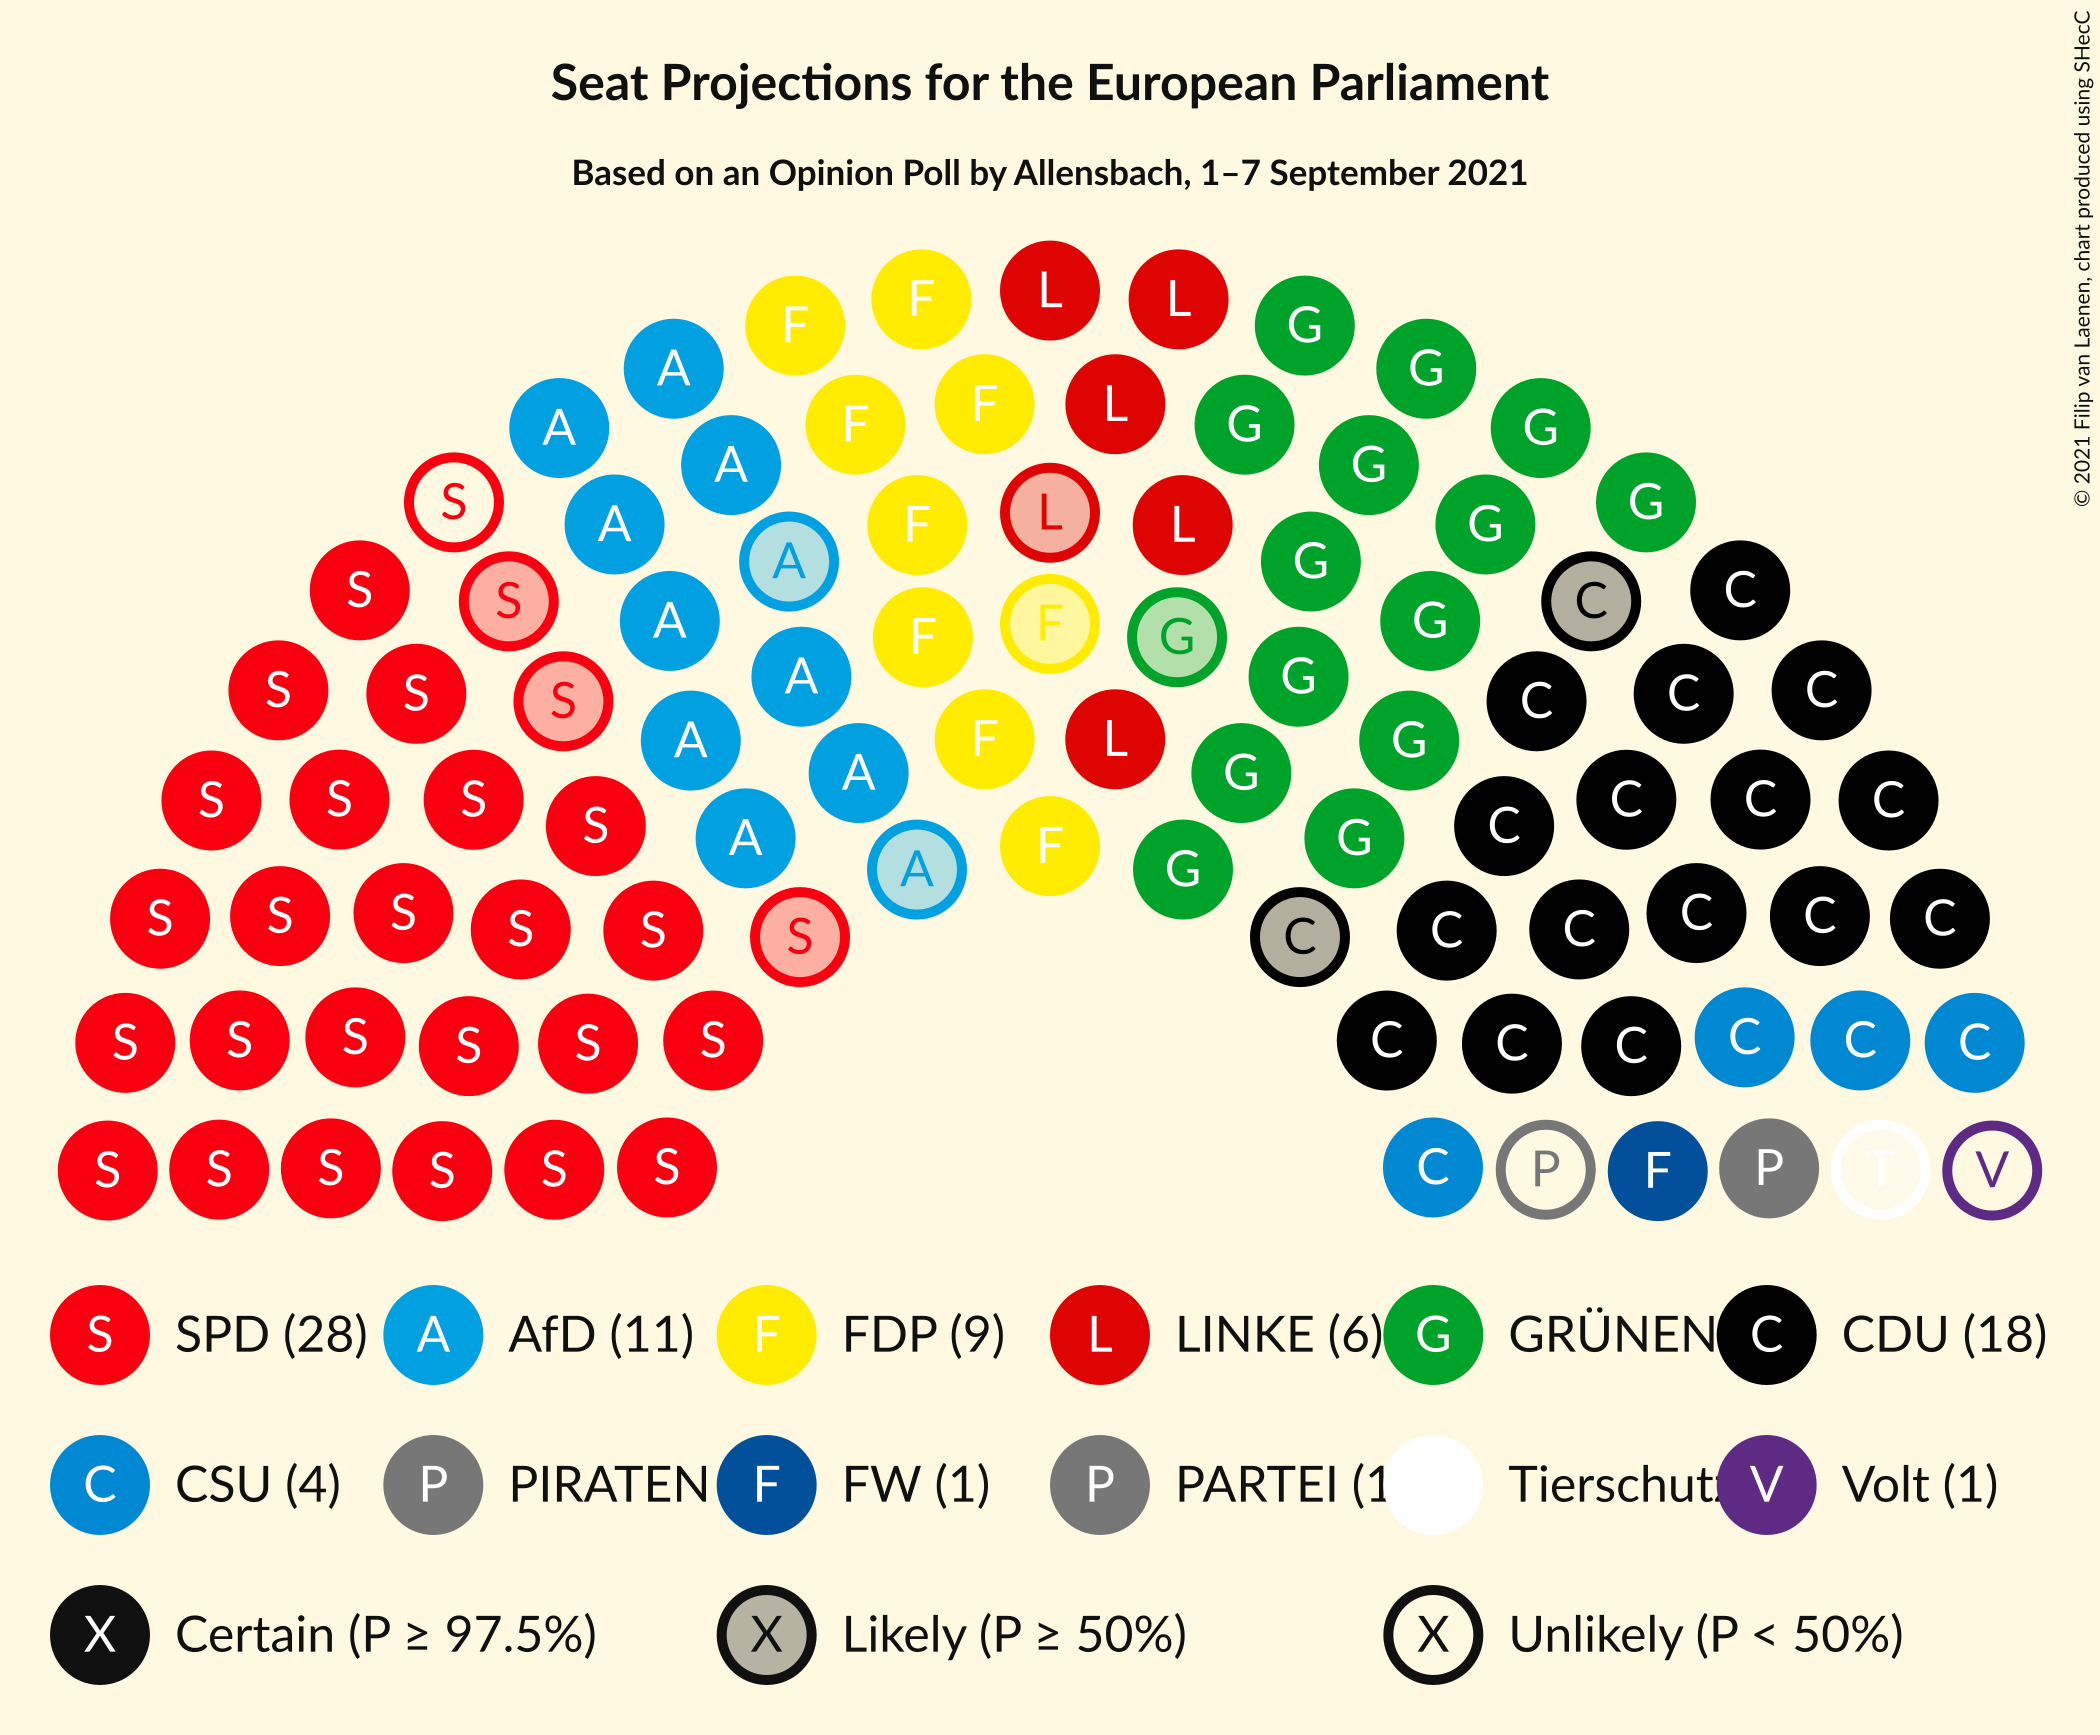 Seat Projections for the European Parliament
Based on an Opinion Poll by Allensbach, 1–7 September 2021
© 2021 Filip van Laenen, chart produced using SHecC
F F L L G
A A F F L G G G G
S A A F L L G G G
S S A A F F G G G C C
S S S A A F L G G C C C
S S S S A A F G G C C C C
S S S S S S A G C C C C C C
S S S S S S C C C C C C
S S S S S S C P F P T V
S SPD (28) A AfD (11) F FDP (9) L LINKE (6) G GRÜNEN C CDU (18)
C CSU (4) P PIRATEN F FW (1) P PARTEI (1 Tierschutz V Volt (1)
X Certain (P ≥ 97.5%) X Likely (P ≥ 50%) X Unlikely (P < 50%)